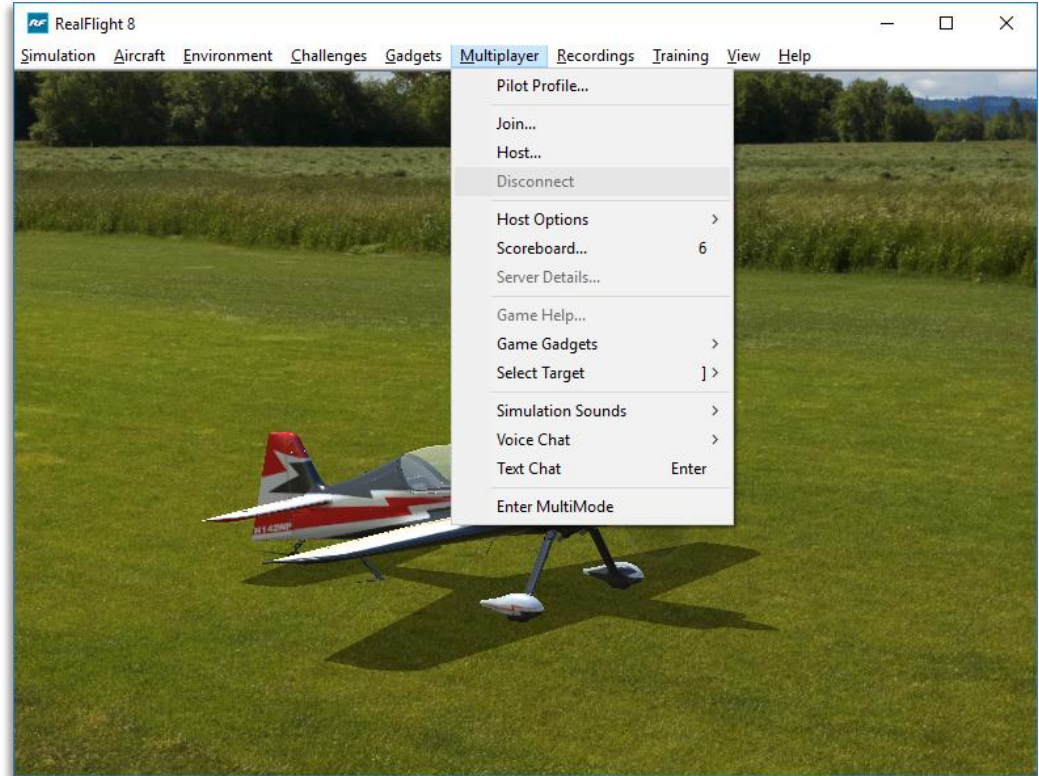 RF RealFlight 8
Simulation Aircraft Environment Challenges Gadgets Multiplayer Recordings Training View Help
Pilot Profile...
Join...
Host...
Disconnect
Host Options
Scoreboard... 6
Server Details...
Game Help...
Game Gadgets
Select Target ]
Simulation Sounds
Voice Chat
Text Chat Enter
Enter MultiMode
N142WP